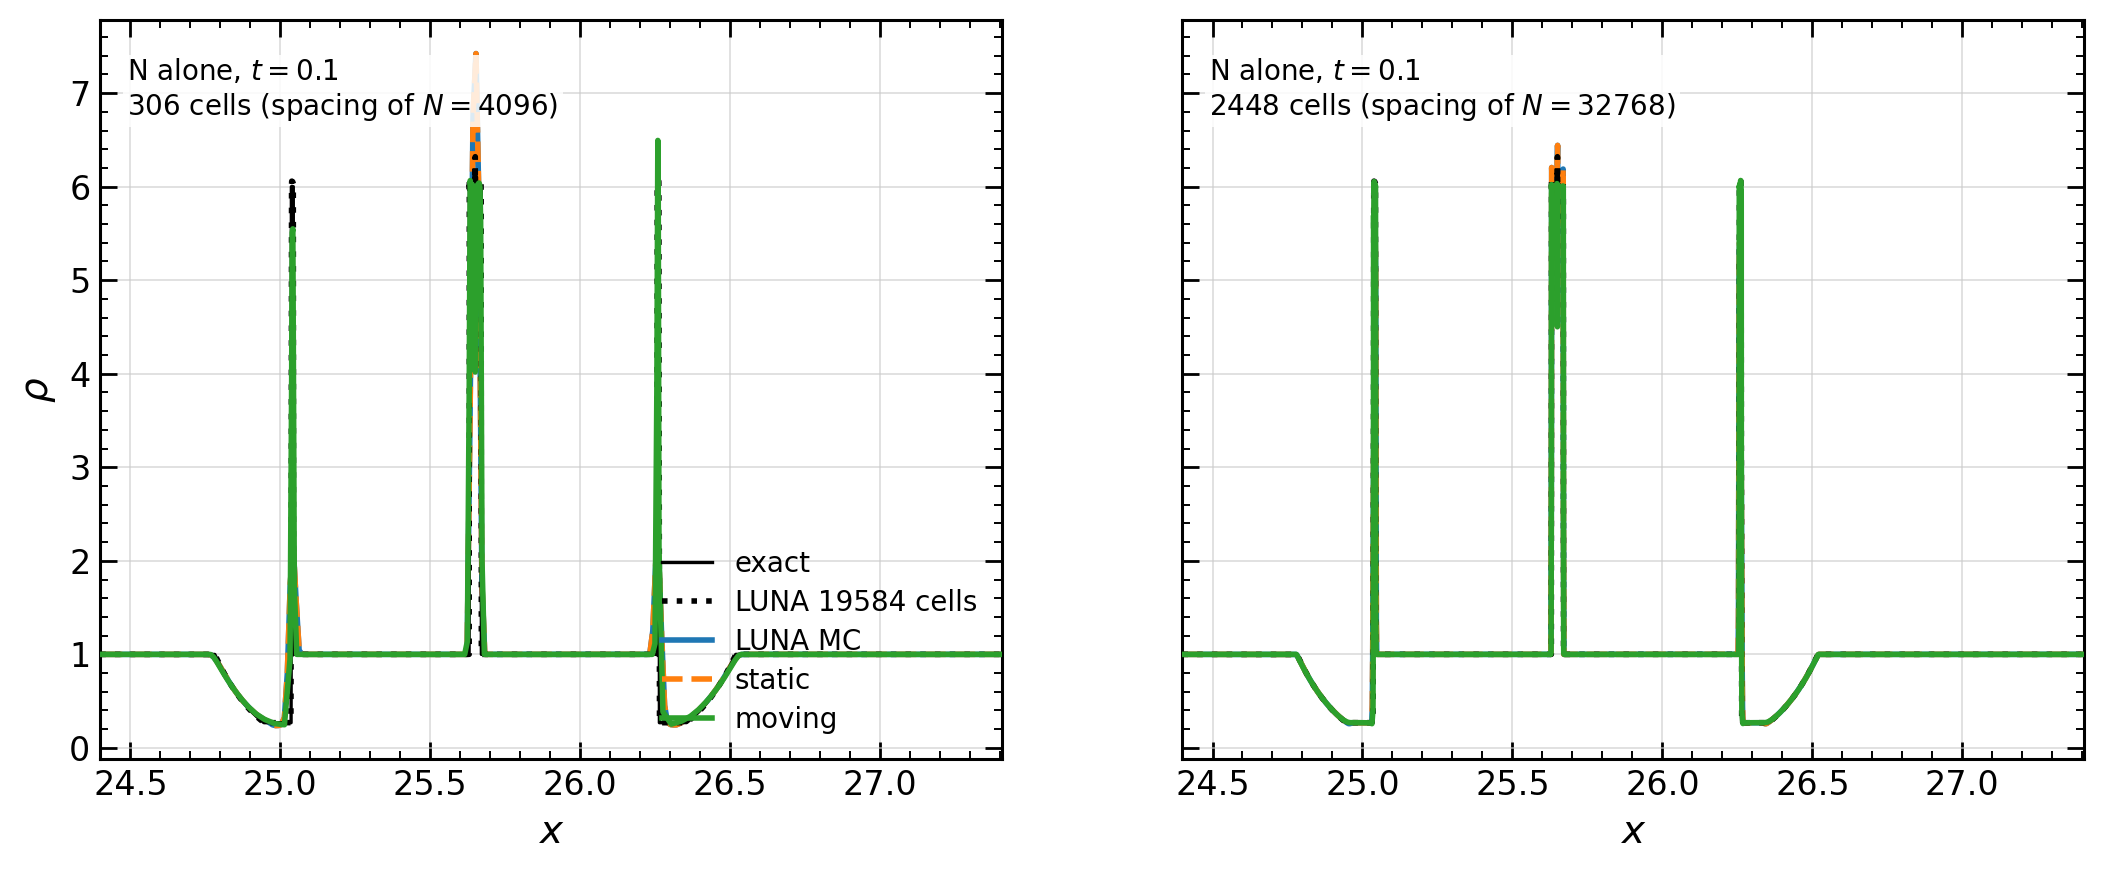 N alone, t = 0.1
306 cells (spacing of N = 4096)
7
6
5
4
3
2
1
0
ρ
exact
LUNA 19584 cells
LUNA MC
static
moving
24.5 25.0 25.5 26.0 26.5 27.0
x
N alone, t = 0.1
2448 cells (spacing of N = 32768)
24.5 25.0 25.5 26.0 26.5 27.0
x